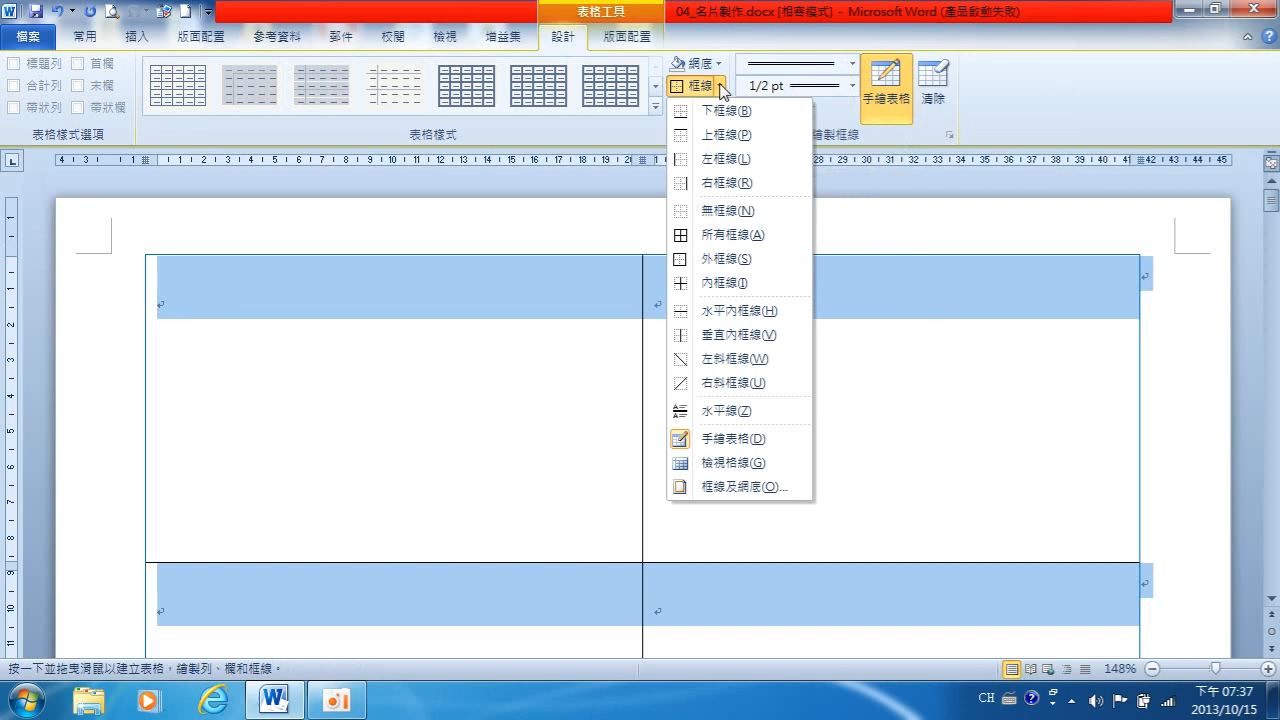 表格工具
04_名片製作.docx [相容模式] - Microsoft Word (產品啟動失敗)
檔案 常用 插入 版面配置 參考資料 郵件 校閱 檢視 增益集 設計 版面配置
標題列 首欄
合計列 末欄
帶狀列 帶狀欄
表格樣式選項
表格樣式
網底
框線
1/2 pt
手繪表格
清除
繪製框線
下框線(B)
上框線(P)
左框線(L)
右框線(R)
無框線(N)
所有框線(A)
外框線(S)
內框線(I)
水平內框線(H)
垂直內框線(V)
左斜框線(W)
右斜框線(U)
水平線(Z)
手繪表格(D)
檢視格線(G)
框線及網底(O)...
按一下並拖曳滑鼠以建立表格，繪製列、欄和框線。
148%
CH
下午 07:37
2013/10/15